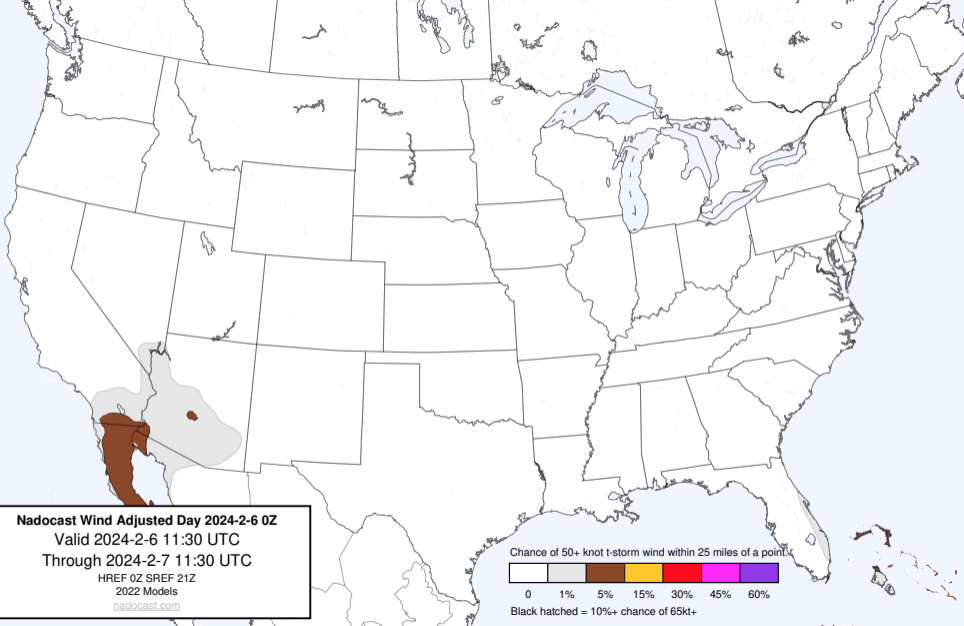 Nadocast Wind Adjusted Day 2024-2-6 0Z
Valid 2024-2-6 11:30 UTC
Through 2024-2-7 11:30 UTC
HREF 0Z SREF 21Z
2022 Models
nadocast.com
Chance of 50+ knot t-storm wind within 25 miles of a point.
0 1% 5% 15% 30% 45% 60%
Black hatched = 10%+ chance of 65kt+